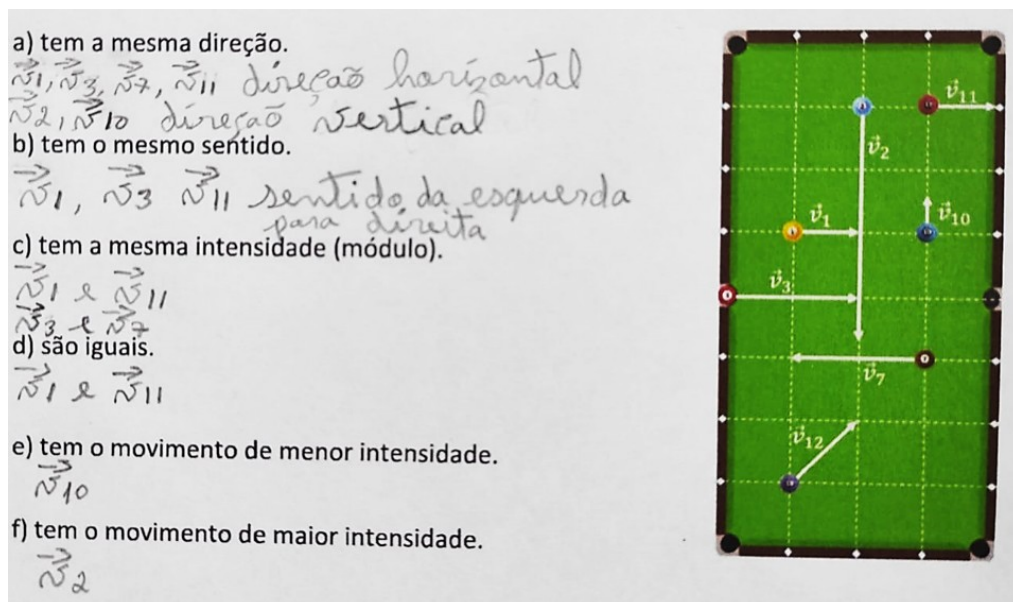 a) tem a mesma direção.
v⃗1, v⃗3, v⃗7, v⃗11 direção horizontal
v⃗2, v⃗10 direção vertical
b) tem o mesmo sentido.
v⃗1, v⃗3 v⃗11 sentido da esquerda
para direita
c) tem a mesma intensidade (módulo).
v⃗1 e v⃗11
v⃗3 e v⃗7
d) são iguais.
v⃗1 e v⃗11
e) tem o movimento de menor intensidade.
v⃗10
f) tem o movimento de maior intensidade.
v⃗2
v⃗11
v⃗2
v⃗1
v⃗10
v⃗3
v⃗7
v⃗12